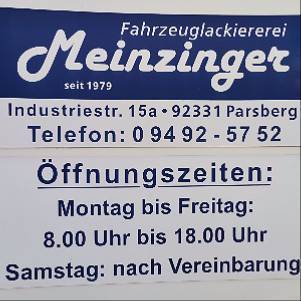 Fahrzeuglackiererei
Meinzinger
seit 1979
Industriestr. 15a • 92331 Parsberg
Telefon: 0 94 92 - 57 52
Öffnungszeiten:
Montag bis Freitag:
8.00 Uhr bis 18.00 Uhr
Samstag: nach Vereinbarung